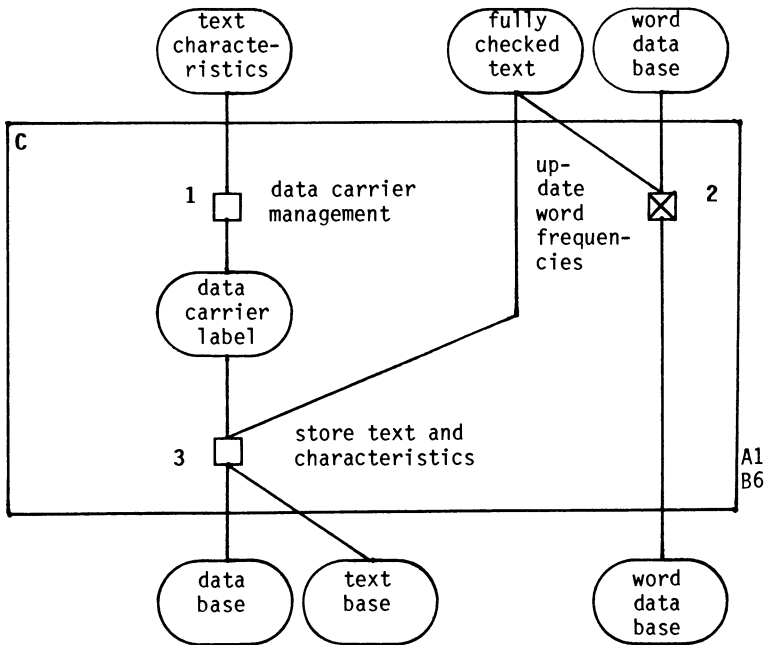 text
characte-
ristics
fully
checked
text
word
data
base
C
1
data carrier
management
up-
date
word
frequen-
cies
2
data
carrier
label
3
store text and
characteristics
A1
B6
data
base
text
base
word
data
base